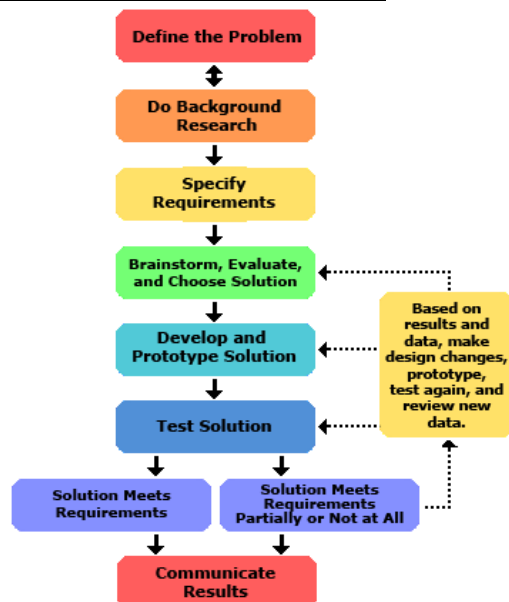 Define the Problem
Do Background
Research
Specify
Requirements
Brainstorm, Evaluate,
and Choose Solution
Develop and
Prototype Solution
Test Solution
Based on
results and
data, make
design changes,
prototype,
test again, and
review new
data.
Solution Meets
Requirements
Solution Meets
Requirements
Partially or Not at All
Communicate
Results